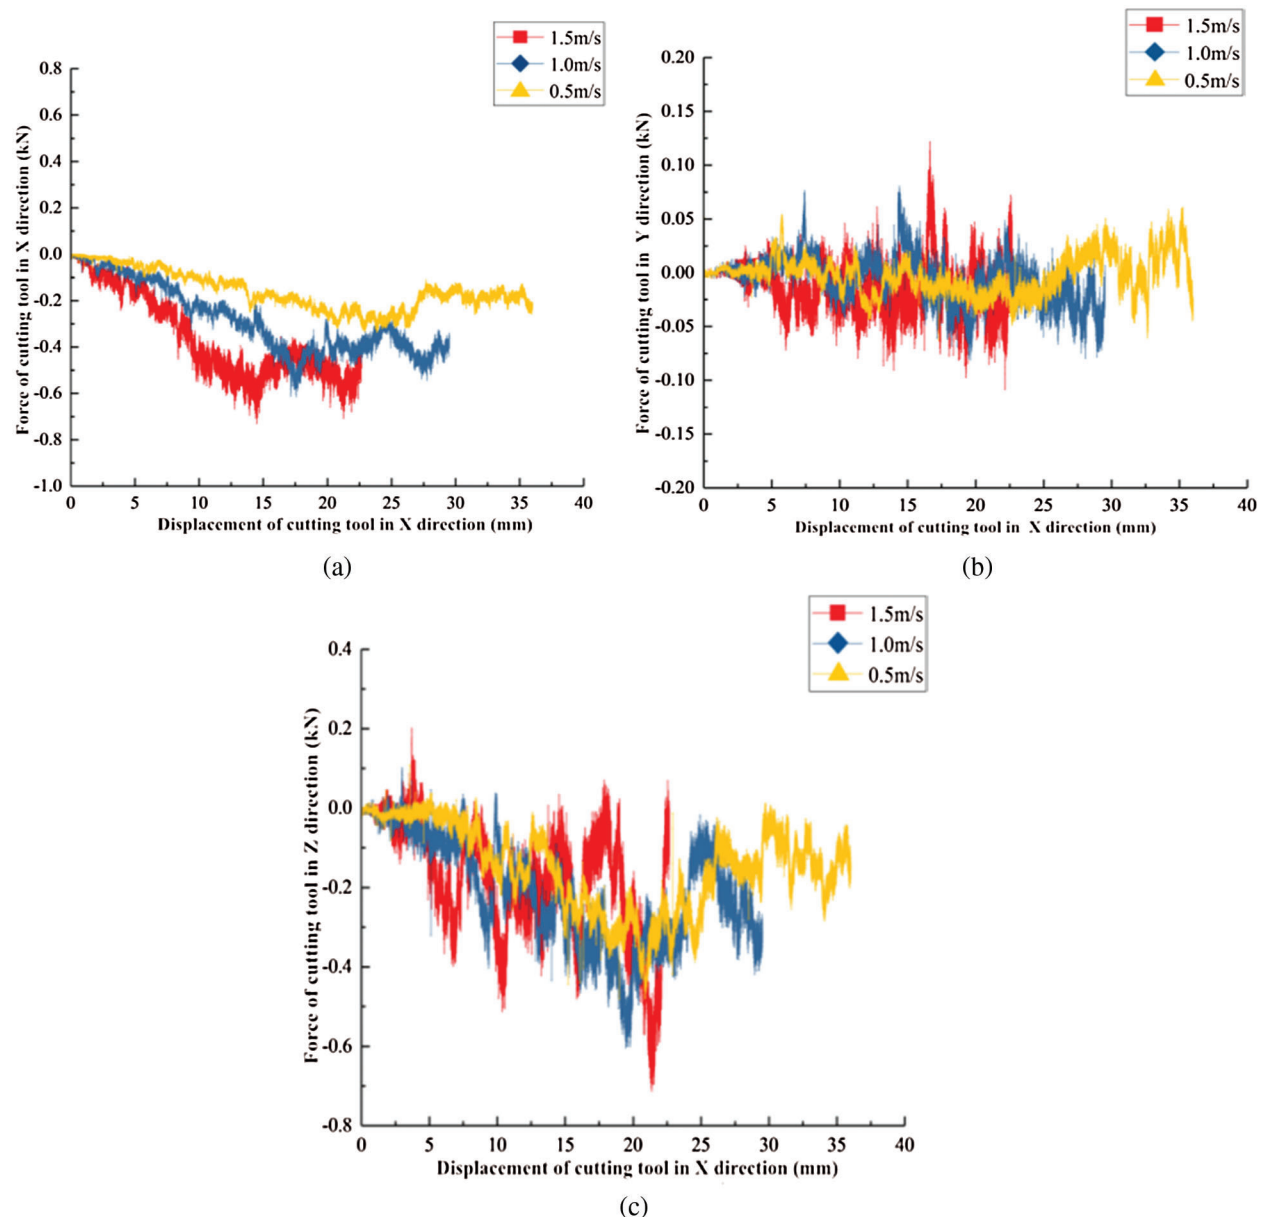 1.5m/s
1.0m/s
0.5m/s
0.8
0.6
0.4
0.2
0.0
-0.2
-0.4
-0.6
-0.8
-1.0
Force of cutting tool in X direction (kN)
0 5 10 15 20 25 30 35 40
Displacement of cutting tool in X direction (mm)
(a)
1.5m/s
1.0m/s
0.5m/s
0.20
0.15
0.10
0.05
0.00
-0.05
-0.10
-0.15
-0.20
Force of cutting tool in Y direction (kN)
0 5 10 15 20 25 30 35 40
Displacement of cutting tool in X direction (mm)
(b)
1.5m/s
1.0m/s
0.5m/s
0.4
0.2
0.0
-0.2
-0.4
-0.6
-0.8
Force of cutting tool in Z direction (kN)
0 5 10 15 20 25 30 35 40
Displacement of cutting tool in X direction (mm)
(c)